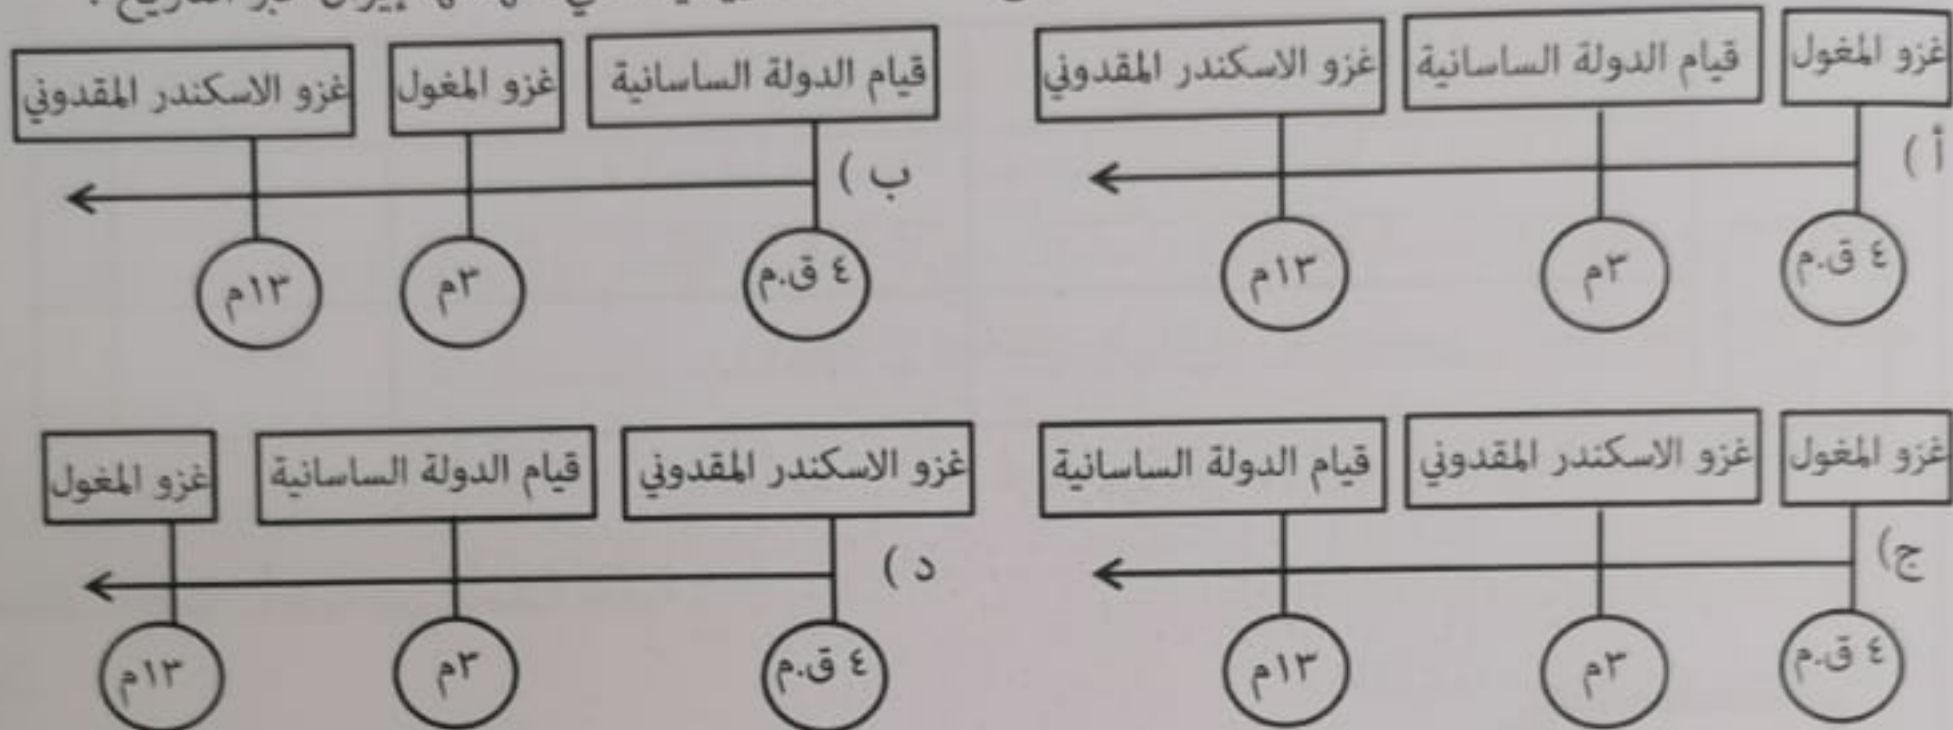 عبر التاريخ :
أ )
غزو المغول
قيام الدولة الساسانية
غزو الاسكندر المقدوني
٤ ق.م
٣م
١٣م
ب )
قيام الدولة الساسانية
غزو المغول
غزو الاسكندر المقدوني
٤ ق.م
٣م
١٣م
ج)
غزو المغول
غزو الاسكندر المقدوني
قيام الدولة الساسانية
٤ ق.م
٣م
١٣م
د )
غزو الاسكندر المقدوني
قيام الدولة الساسانية
غزو المغول
٤ ق.م
٣م
١٣م